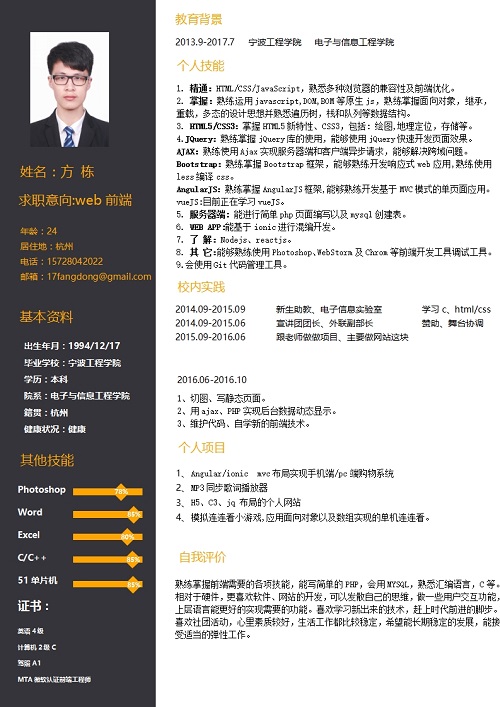 姓名：方 栋
求职意向:web 前端
年龄：24
居住地：杭州
电话：15728042022
邮箱：17fangdong@gmail.com
基本资料
出生年月：1994/12/17
毕业学校：宁波工程学院
学历：本科
院系：电子与信息工程学院
籍贯：杭州
健康状况：健康
其他技能
Photoshop 78%
Word
Excel 80%
C/C++ 85%
51 单片机 85%
证书：
英语 4 级
计算机 2 级 C
驾照 A1
MTA 微软认证前端工程师
教育背景
2013.9-2017.7 宁波工程学院 电子与信息工程学院
个人技能
1. 精通：HTML/CSS/JavaScript，熟悉多种浏览器的兼容性及前端优化。
2. 掌握：熟练运用 javascript,DOM,BOM 等原生 js，熟练掌握面向对象，继承，
重载，多态的设计思想并熟悉遍历树，栈和队列等数据结构。
3. HTML5/CSS3：掌握 HTML5 新特性、CSS3，包括：绘图,地理定位，存储等。
4.JQuery：熟练掌握 jQuery 库的使用，能够使用 jQuery 快速开发页面效果。
AJAX：熟练使用 Ajax 实现服务器端和客户端异步请求，能够解决跨域问题。
Bootstrap：熟练掌握 Bootstrap 框架，能够熟练开发响应式 web 应用,熟练使用
less 编译 css。
AngularJS：熟练掌握 AngularJS 框架,能够熟练开发基于 MVC 模式的单页面应用。
vueJS:目前正在学习 vueJS。
5. 服务器端：能进行简单 php 页面编写以及 mysql 创建表。
6. WEB APP:能基于 ionic 进行混编开发。
7. 了 解：Nodejs、reactjs。
8. 其 它:能够熟练使用 Photoshop、WebStorm 及 Chrom 等前端开发工具调试工具。
9.会使用 Git 代码管理工具。
校内实践
2014.09-2015.09 新生助教、电子信息实验室 学习 c、html/css
2014.09-2015.06 宣讲团团长、外联副部长 赞助、舞台协调
2015.09-2016.06 跟老师做做项目、主要做网站这块
2016.06-2016.10
1、切图、写静态页面。
2、用 ajax、PHP 实现后台数据动态显示。
3、维护代码、自学新的前端技术。
个人项目
1、Angular/ionic mvc 布局实现手机端/pc 端购物系统
2、MP3 同步歌词播放器
3、H5、C3、jq 布局的个人网站
4、模拟连连看小游戏,应用面向对象以及数组实现的单机连连看。
自我评价
熟练掌握前端需要的各项技能，能写简单的 PHP，会用 MYSQL，熟悉汇编语言，C 等。
相对于硬件，更喜欢软件、网站的开发，可以发散自己的思维，做一些用户交互功能，
上层语言能更好的实现需要的功能。喜欢学习新出来的技术，赶上时代前进的脚步。
喜欢社团活动，心里素质较好，生活工作都比较稳定，希望能长期稳定的发展，能接
受适当的弹性工作。